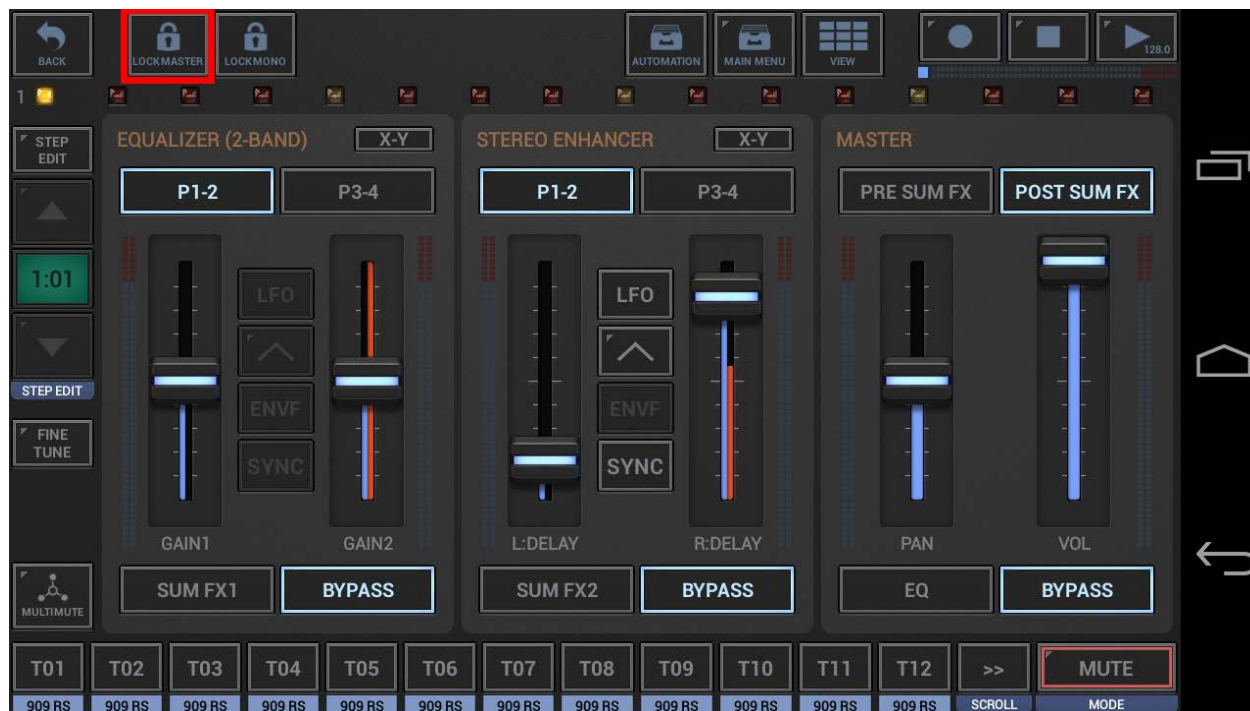 BACK
LOCKMASTER
LOCKMONO
AUTOMATION
MAIN MENU
VIEW
128.0
1
STEP
EDIT
EQUALIZER (2-BAND)
X-Y
STEREO ENHANCER
X-Y
MASTER
P1-2
P3-4
P1-2
P3-4
PRE SUM FX
POST SUM FX
1:01
LFO
LFO
STEP EDIT
ENVF
ENVF
FINE
TUNE
SYNC
SYNC
GAIN1
GAIN2
L:DELAY
R:DELAY
PAN
VOL
MULTIMUTE
SUM FX1
BYPASS
SUM FX2
BYPASS
EQ
BYPASS
T01
T02
T03
T04
T05
T06
T07
T08
T09
T10
T11
T12
>>
MUTE
909 RS
909 RS
909 RS
909 RS
909 RS
909 RS
909 RS
909 RS
909 RS
909 RS
909 RS
909 RS
SCROLL
MODE